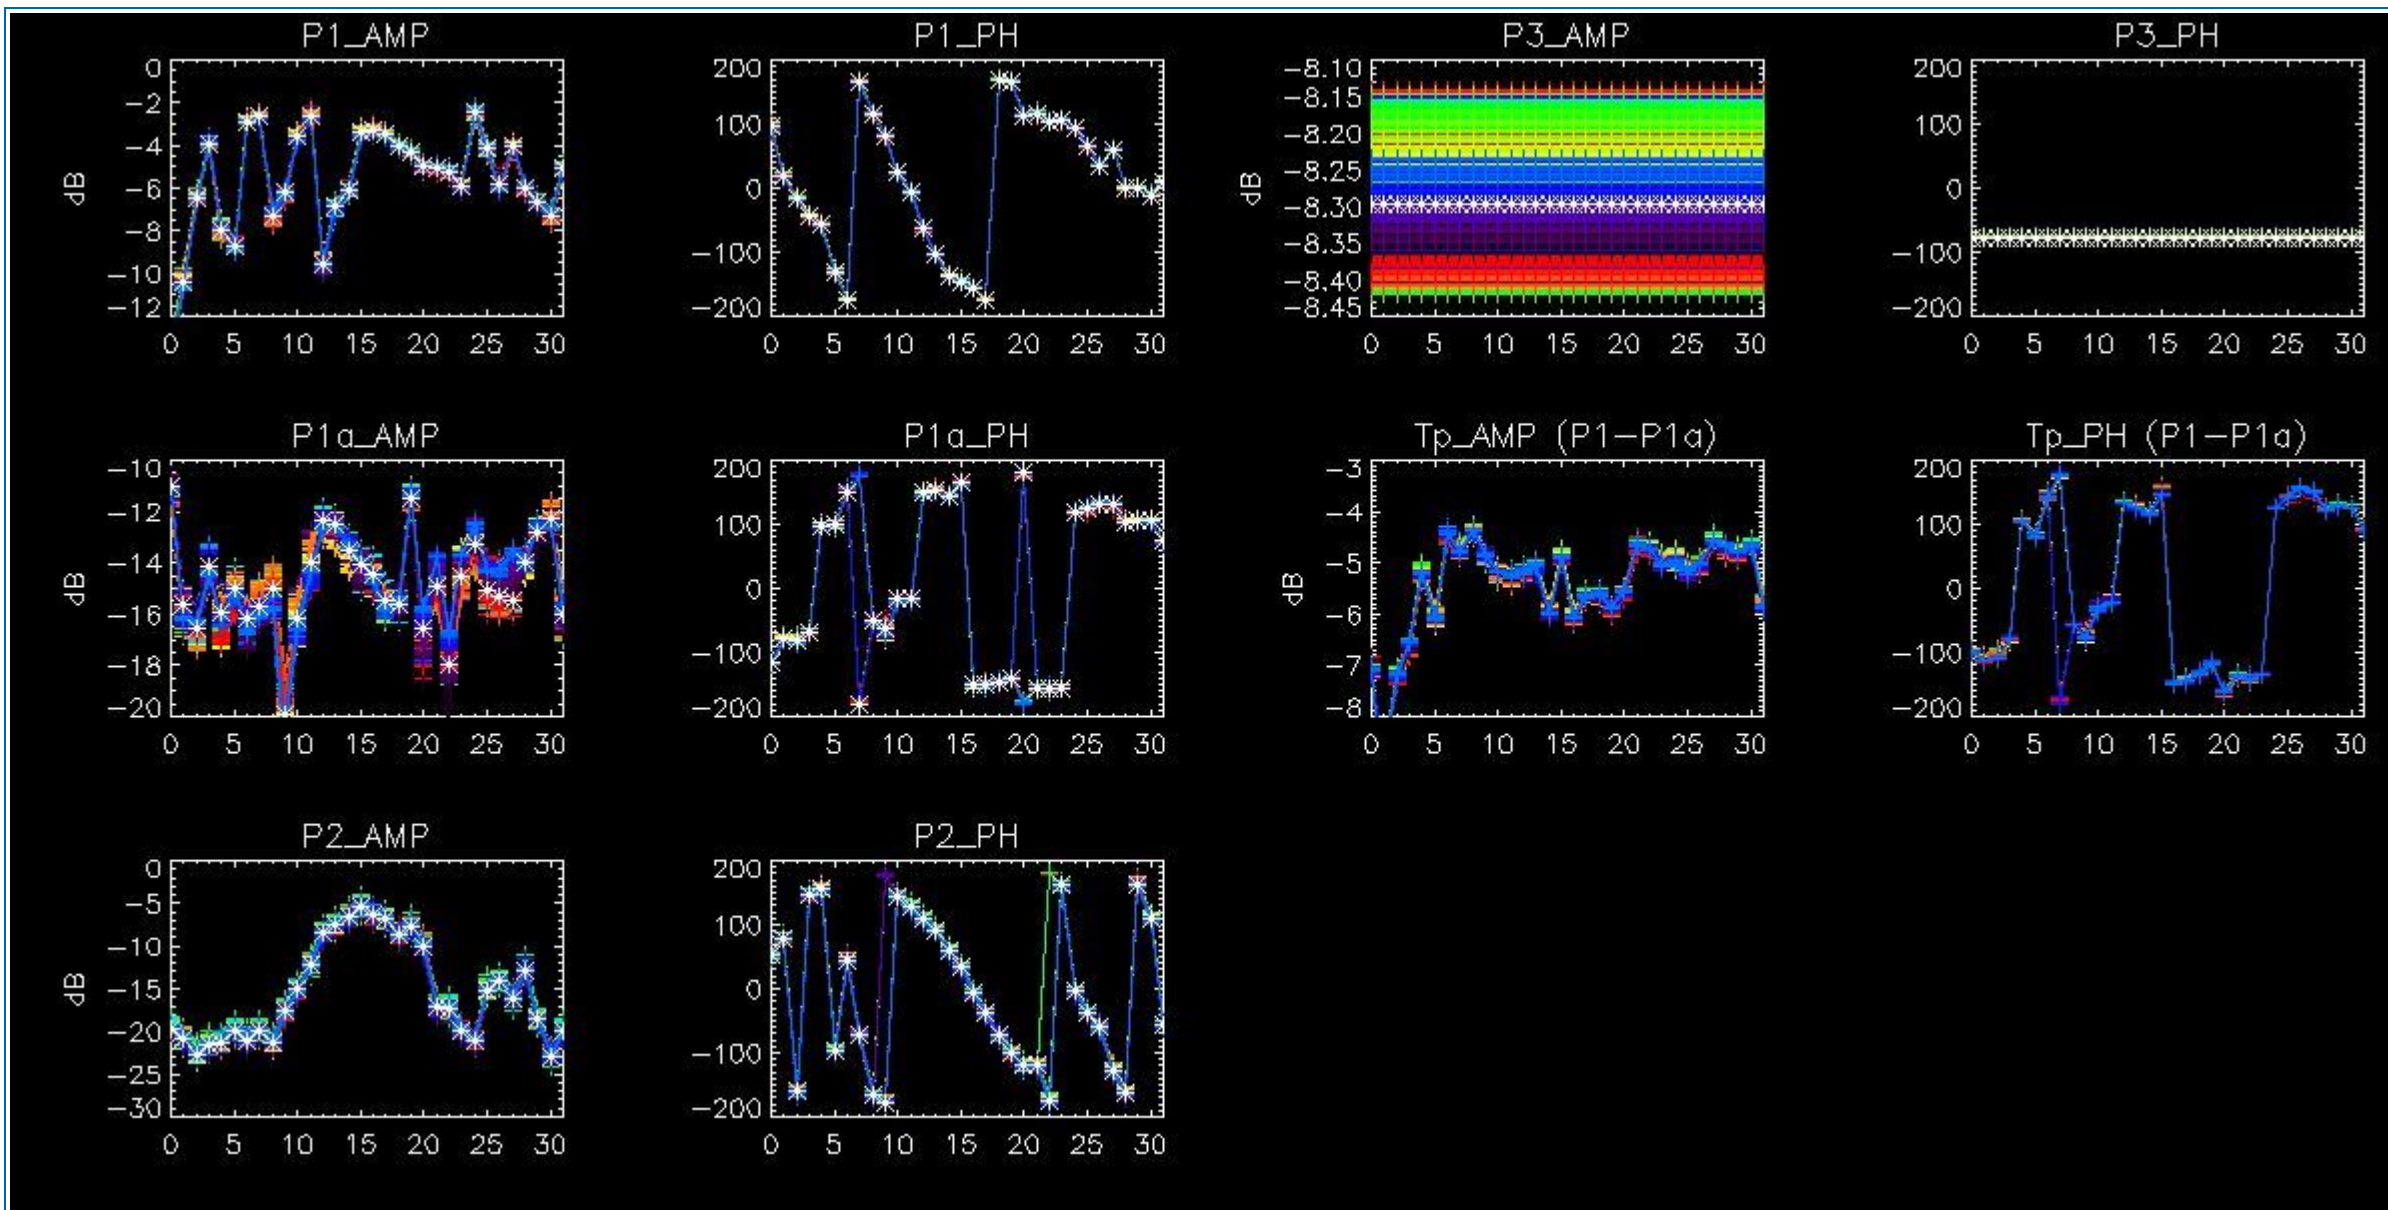 P1_AMP P1_PH P3_AMP P3_PH
0 200 -8.10 200
-2 100 -8.15 100
-4 0 -8.20 0
-6 -100 -8.25 -100
-8 -200 -8.30 -200
-10 -8.35
-12 -8.40
-8.45
dB dB
0 5 10 15 20 25 30 0 5 10 15 20 25 30 0 5 10 15 20 25 30 0 5 10 15 20 25 30
P1a_AMP P1a_PH Tp_AMP (P1-P1a) Tp_PH (P1-P1a)
-10 200 -3 200
-12 100 -4 100
-14 0 -5 0
-16 -100 -6 -100
-18 -200 -7 -200
-20 -8
dB dB
0 5 10 15 20 25 30 0 5 10 15 20 25 30 0 5 10 15 20 25 30 0 5 10 15 20 25 30
P2_AMP P2_PH
0 200
-5 100
-10 0
-15 -100
-20 -200
-25
-30
dB
0 5 10 15 20 25 30 0 5 10 15 20 25 30